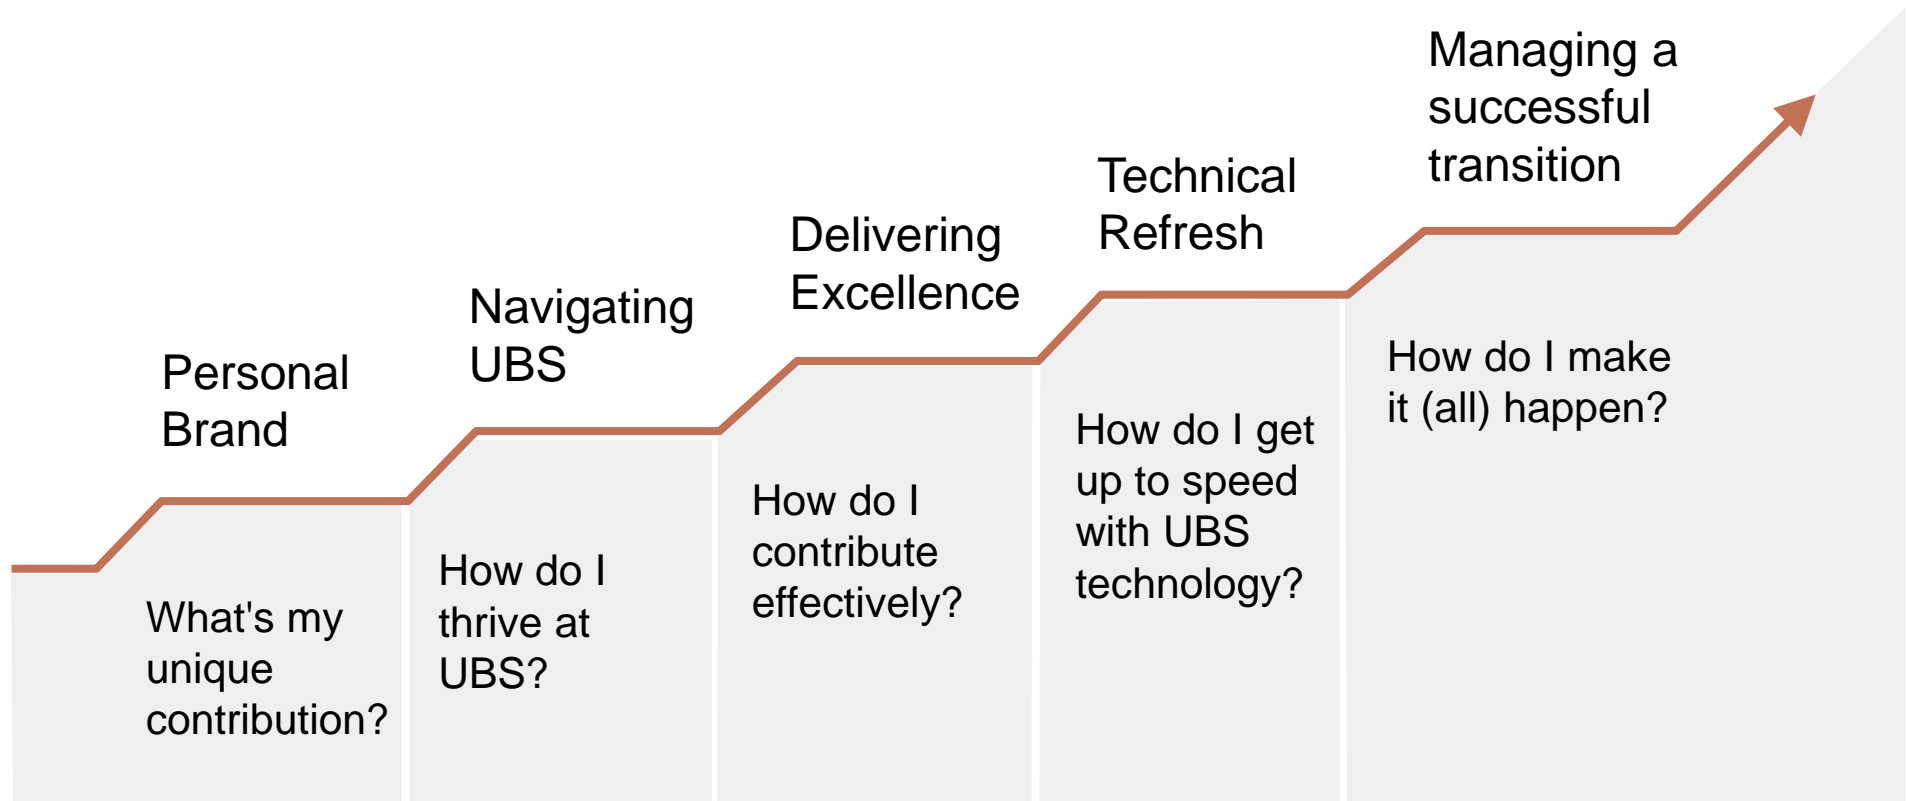 Personal
Brand
What's my
unique
contribution?
Navigating
UBS
How do I
thrive at
UBS?
Delivering
Excellence
How do I
contribute
effectively?
Technical
Refresh
How do I get
up to speed
with UBS
technology?
Managing a
successful
transition
How do I make
it (all) happen?